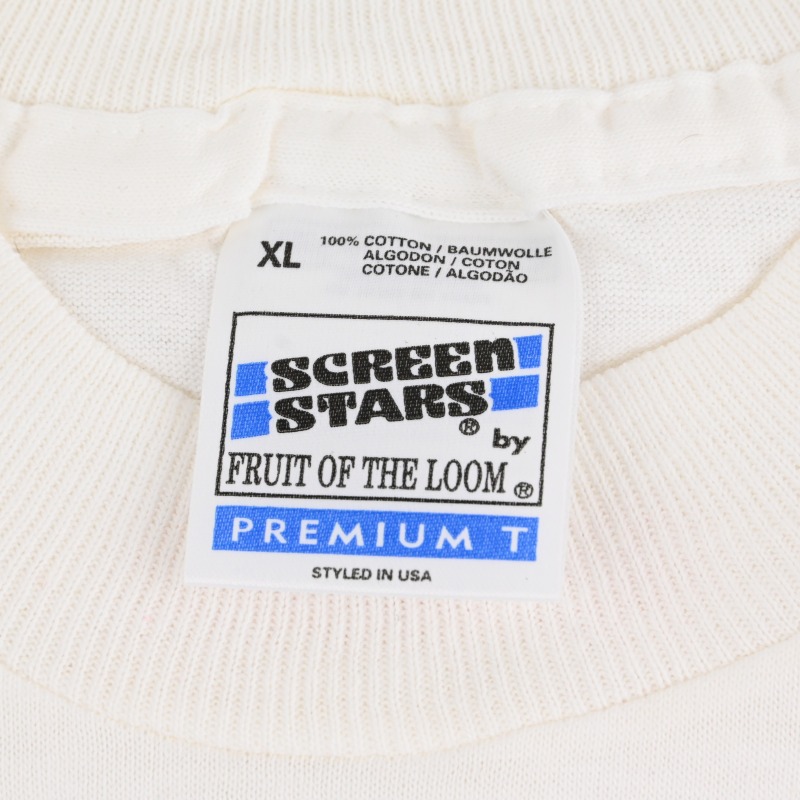 XL
100% COTTON / BAUMWOLLE
ALGODON / COTON
COTONE / ALGODÃO
SCREEN
STARS® by
FRUIT OF THE LOOM®
PREMIUM T
STYLED IN USA